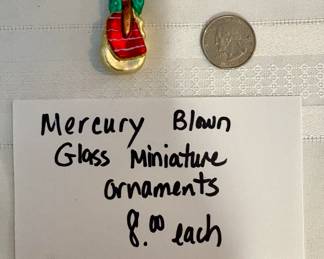 Mercury Blown
Glass Miniature
ornaments
8.00 each